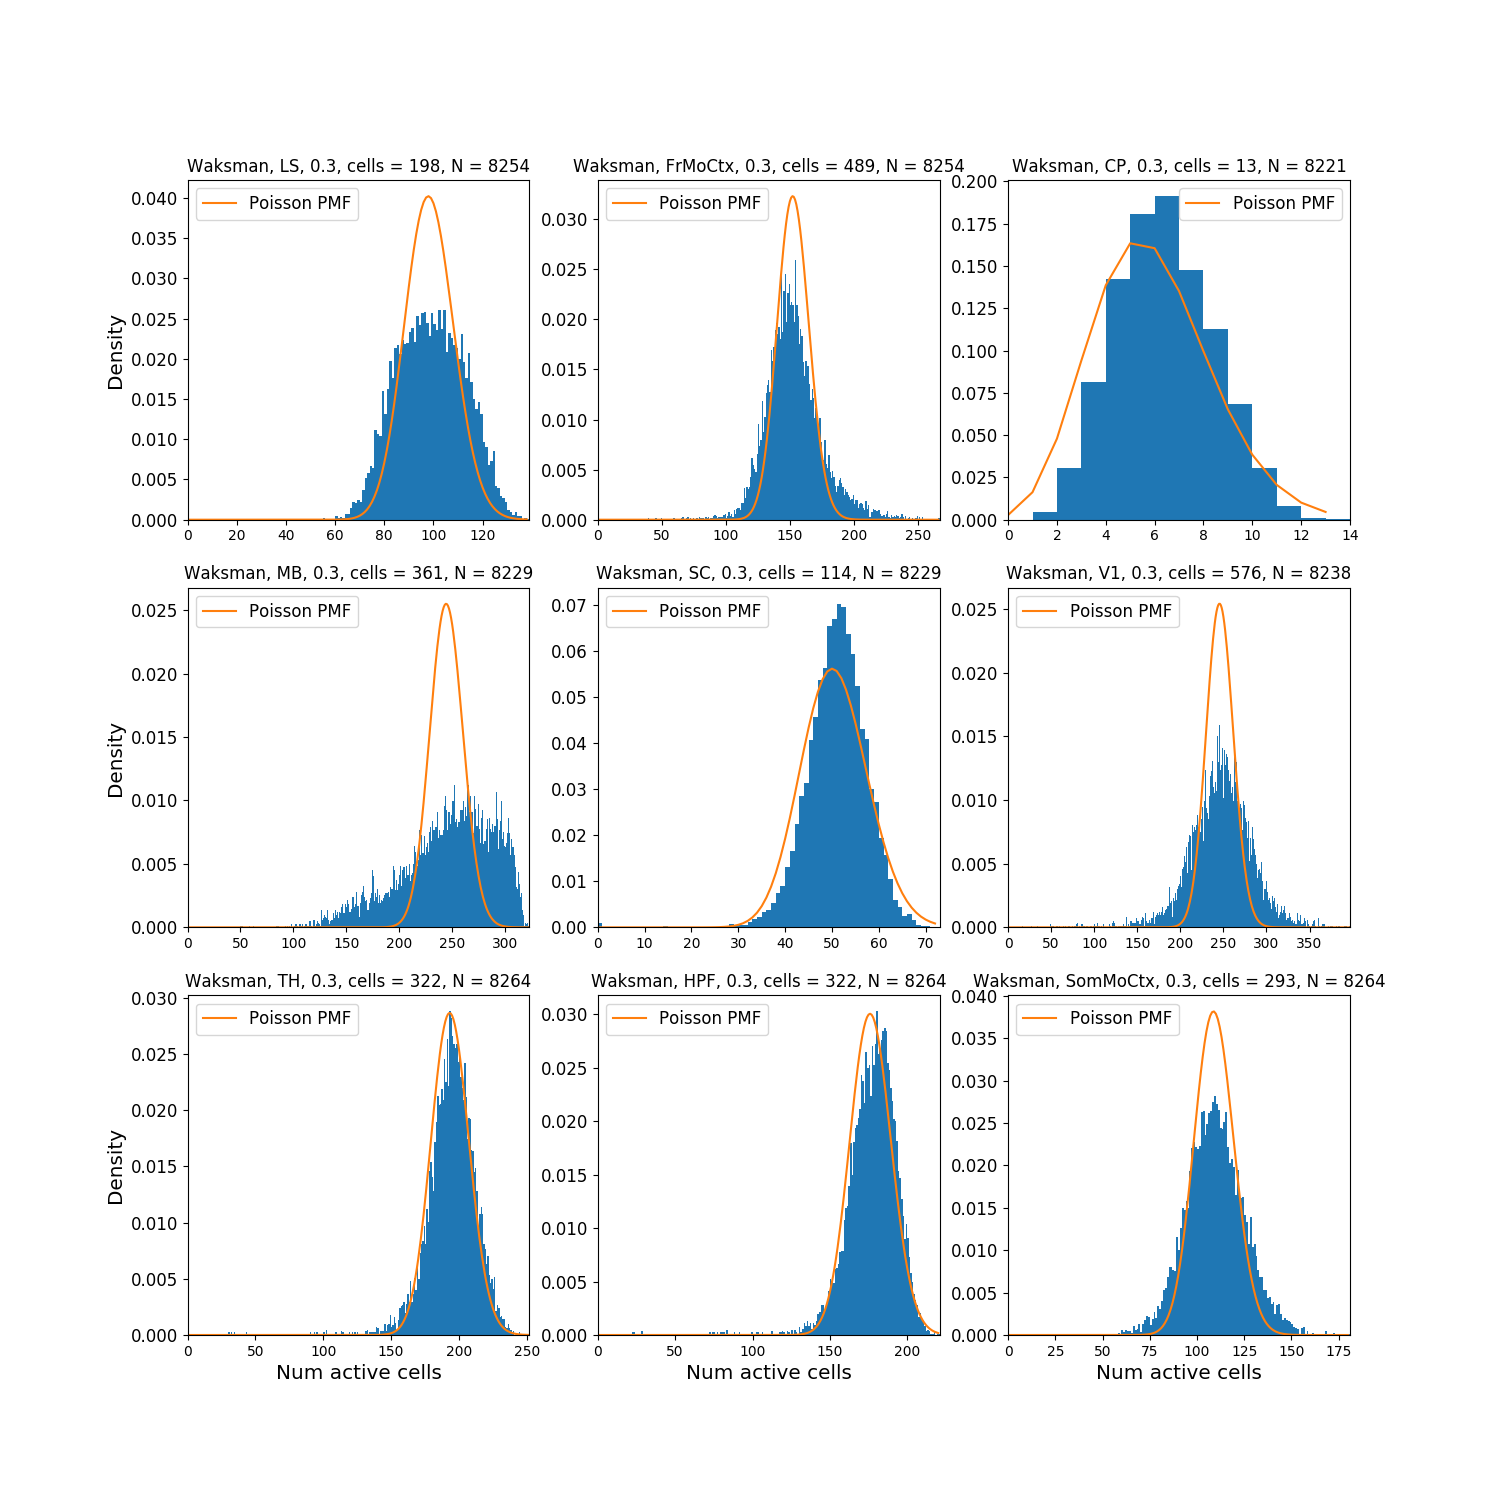 Waksman, LS, 0.3, cells = 198, N = 8254
Waksman, FrMoCtx, 0.3, cells = 489, N = 8254
Waksman, CP, 0.3, cells = 13, N = 8221
Poisson PMF
Poisson PMF
Poisson PMF
Density
0.040
0.035
0.030
0.025
0.020
0.015
0.010
0.005
0.000
0 20 40 60 80 100 120
0.030
0.025
0.020
0.015
0.010
0.005
0.000
0 50 100 150 200 250
0.200
0.175
0.150
0.125
0.100
0.075
0.050
0.025
0.000
0 2 4 6 8 10 12 14
Waksman, MB, 0.3, cells = 361, N = 8229
Waksman, SC, 0.3, cells = 114, N = 8229
Waksman, V1, 0.3, cells = 576, N = 8238
Poisson PMF
Poisson PMF
Poisson PMF
Density
0.025
0.020
0.015
0.010
0.005
0.000
0 50 100 150 200 250 300
0.07
0.06
0.05
0.04
0.03
0.02
0.01
0.00
0 10 20 30 40 50 60 70
0.025
0.020
0.015
0.010
0.005
0.000
0 50 100 150 200 250 300 350
Waksman, TH, 0.3, cells = 322, N = 8264
Waksman, HPF, 0.3, cells = 322, N = 8264
Waksman, SomMoCtx, 0.3, cells = 293, N = 8264
Poisson PMF
Poisson PMF
Poisson PMF
Density
0.030
0.025
0.020
0.015
0.010
0.005
0.000
0 50 100 150 200 250
Num active cells
0.030
0.025
0.020
0.015
0.010
0.005
0.000
0 50 100 150 200
Num active cells
0.040
0.035
0.030
0.025
0.020
0.015
0.010
0.005
0.000
0 25 50 75 100 125 150 175
Num active cells